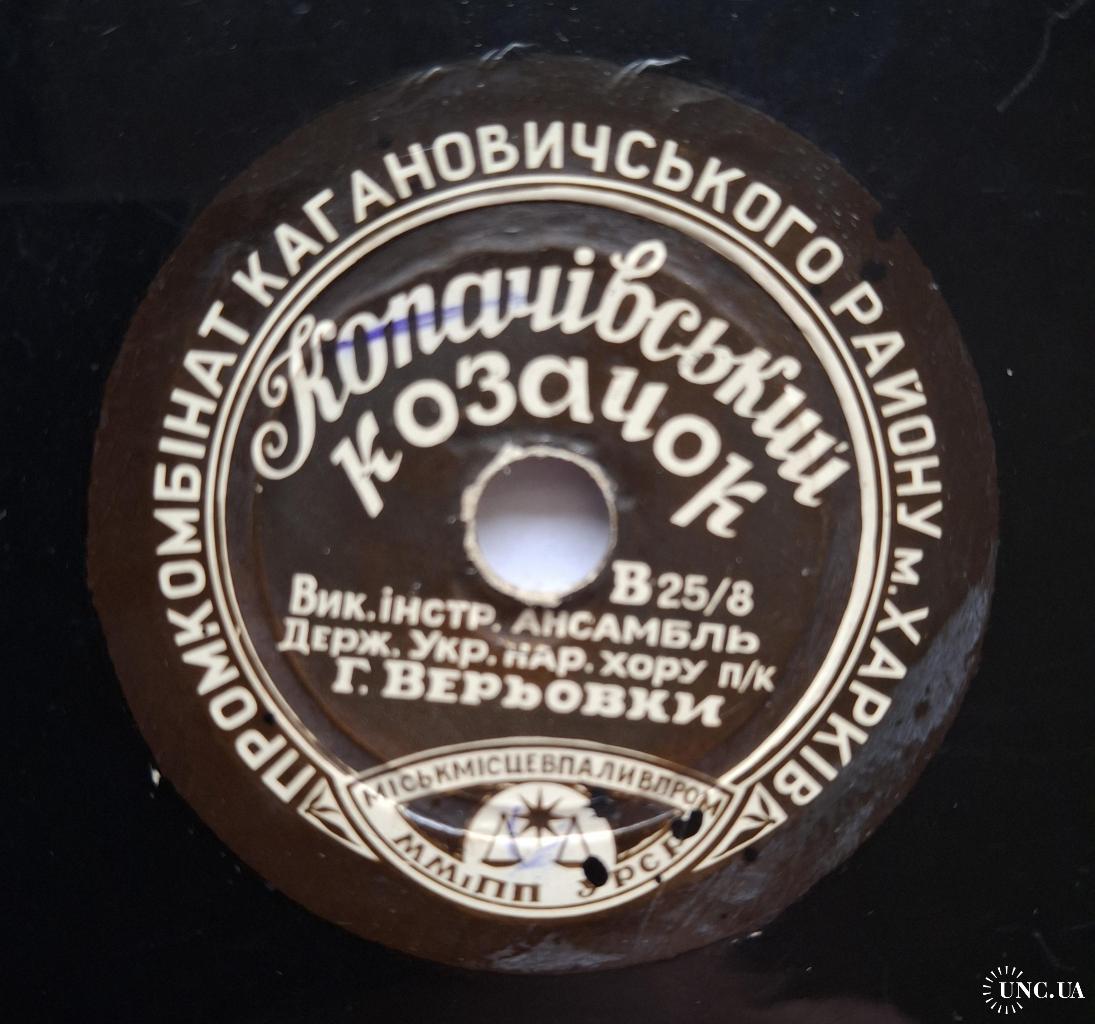 ПРОМКОМБІНАТ КАГАНОВИЧСЬКОГО РАЙОНУ м. ХАРКІВ
Копачівський
козачок
В 25/8
Вик. інстр. ансамбль
Держ. Укр. нар. хору п/к
Г. Верьовки
МІСЬКМІСЦЕВПАЛИВПРОМ
ММіПП УРСР
UNC.UA